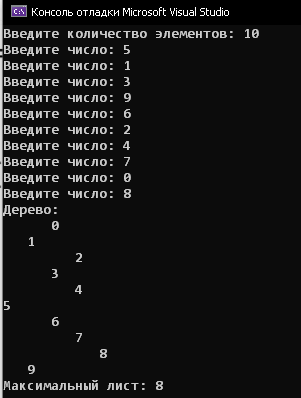 Консоль отладки Microsoft Visual Studio
Введите количество элементов: 10
Введите число: 5
Введите число: 1
Введите число: 3
Введите число: 9
Введите число: 6
Введите число: 2
Введите число: 4
Введите число: 7
Введите число: 0
Введите число: 8
Дерево:
0
1
2
3
4
5
6
7
8
9
Максимальный лист: 8